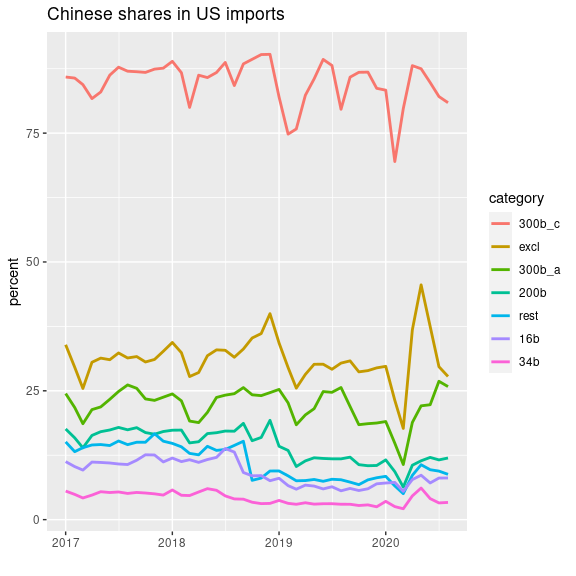 Chinese shares in US imports
percent
75
50
25
0
2017
2018
2019
2020
category
300b_c
excl
300b_a
200b
rest
16b
34b